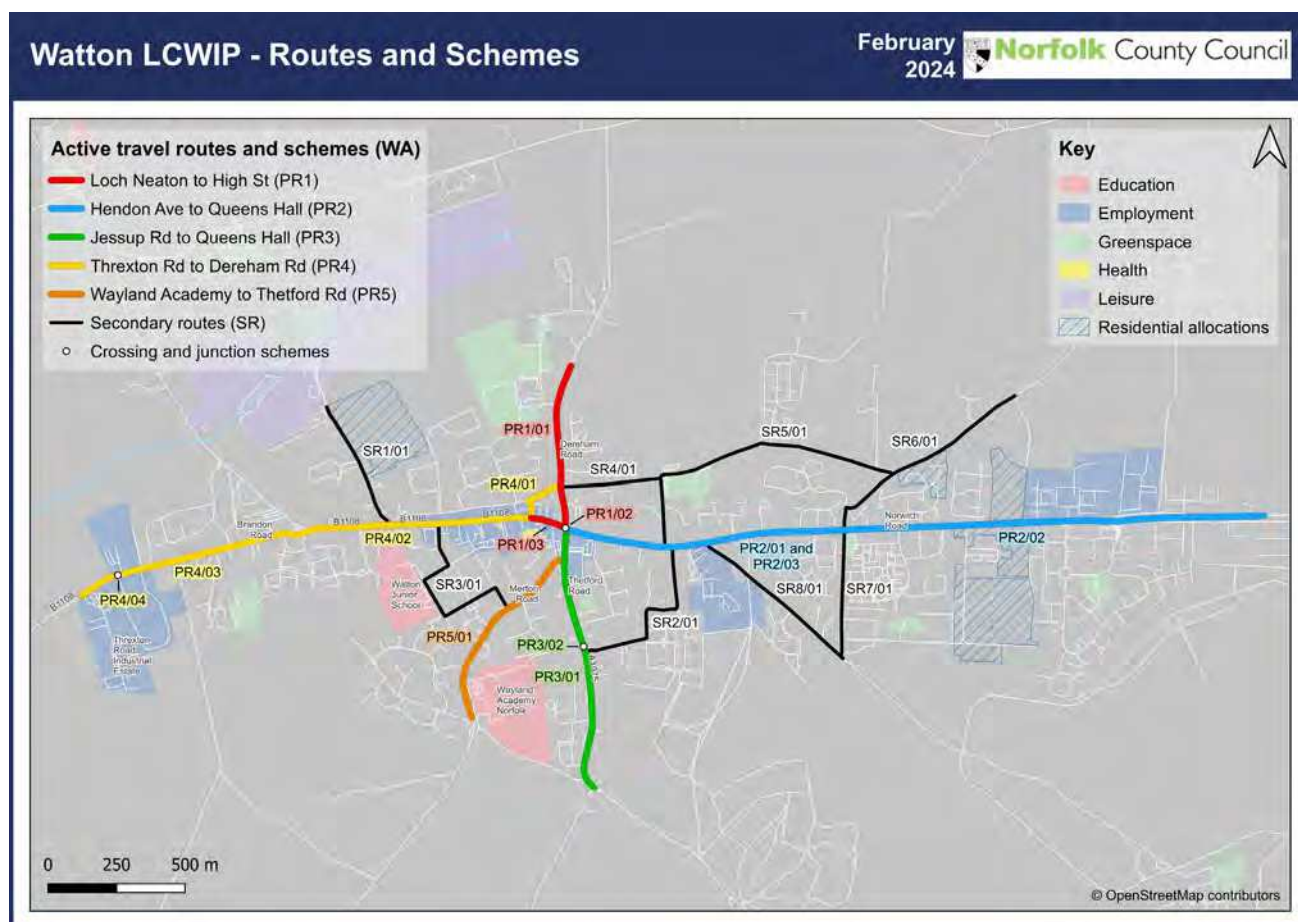 Watton LCWIP - Routes and Schemes
February
2024
Norfolk County Council
Active travel routes and schemes (WA)
Loch Neaton to High St (PR1)
Hendon Ave to Queens Hall (PR2)
Jessup Rd to Queens Hall (PR3)
Threxton Rd to Dereham Rd (PR4)
Wayland Academy to Thetford Rd (PR5)
Secondary routes (SR)
Crossing and junction schemes
Key
Education
Employment
Greenspace
Health
Leisure
Residential allocations
PR1/01
Dereham
Road
SR1/01
SR4/01
SR5/01
SR6/01
PR4/01
B1108
B1108
PR1/02
PR1/03
Brandon
Road
PR4/02
Norwich
Road
PR2/01 and
PR2/03
PR2/02
PR4/03
PR4/04
B1108
Watton
Junior
School
SR3/01
Merton
Road
Thetford
Road
SR8/01
SR7/01
SR2/01
Threxton
Road
Industrial
Estate
PR5/01
PR3/02
PR3/01
Wayland
Academy
Norfolk
0 250 500 m
© OpenStreetMap contributors